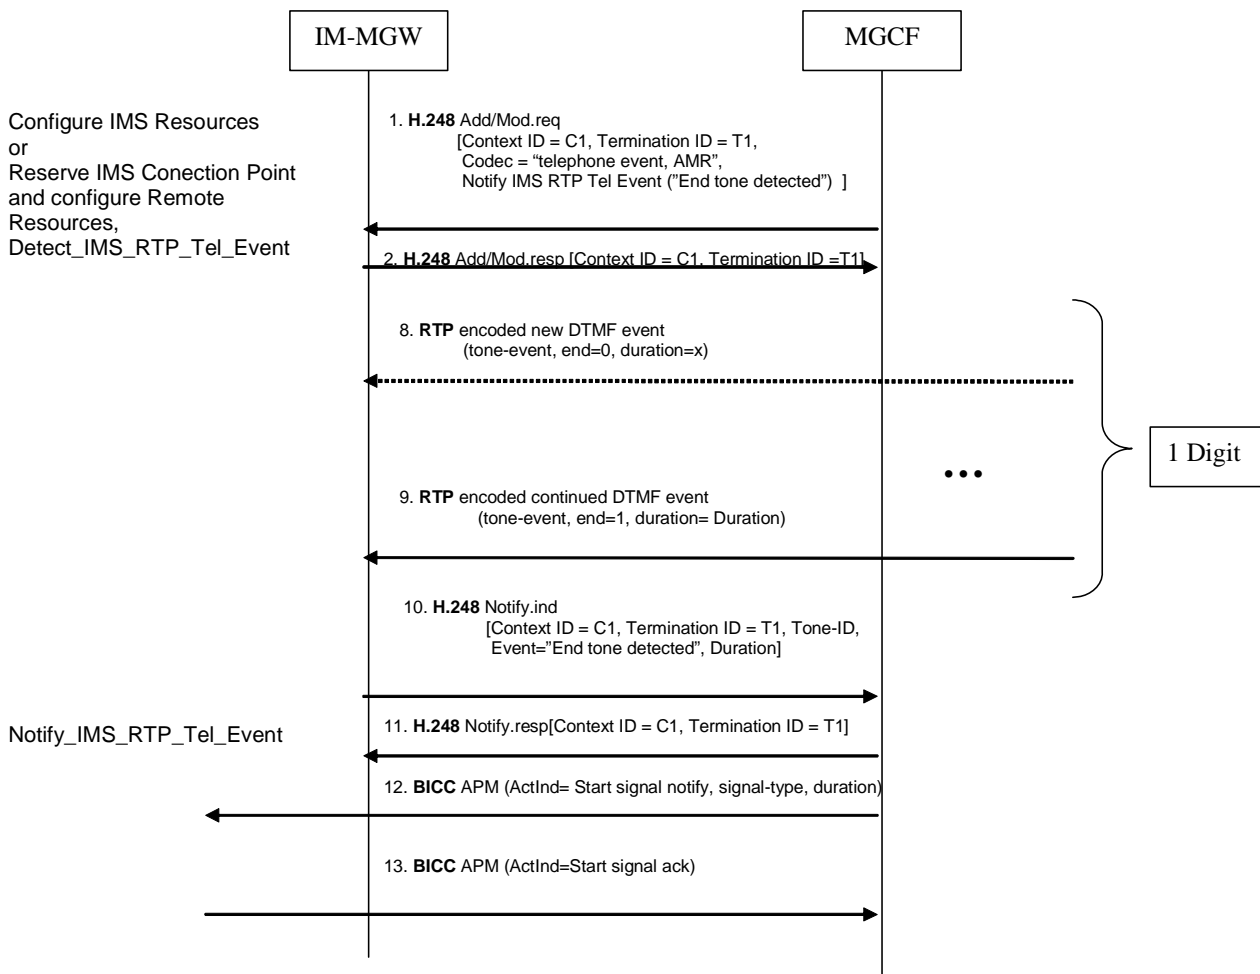 IM-MGW
MGCF
Configure IMS Resources
or
Reserve IMS Conection Point
and configure Remote
Resources,
Detect_IMS_RTP_Tel_Event
1. H.248 Add/Mod.req
[Context ID = C1, Termination ID = T1,
Codec = “telephone event, AMR”,
Notify IMS RTP Tel Event (”End tone detected”)  ]
2. H.248 Add/Mod.resp [Context ID = C1, Termination ID =T1]
8. RTP encoded new DTMF event
(tone-event, end=0, duration=x)
1 Digit
...
9. RTP encoded continued DTMF event
(tone-event, end=1, duration= Duration)
10. H.248 Notify.ind
[Context ID = C1, Termination ID = T1, Tone-ID,
Event=”End tone detected”, Duration]
Notify_IMS_RTP_Tel_Event
11. H.248 Notify.resp[Context ID = C1, Termination ID = T1]
12. BICC APM (ActInd= Start signal notify, signal-type, duration)
13. BICC APM (ActInd=Start signal ack)